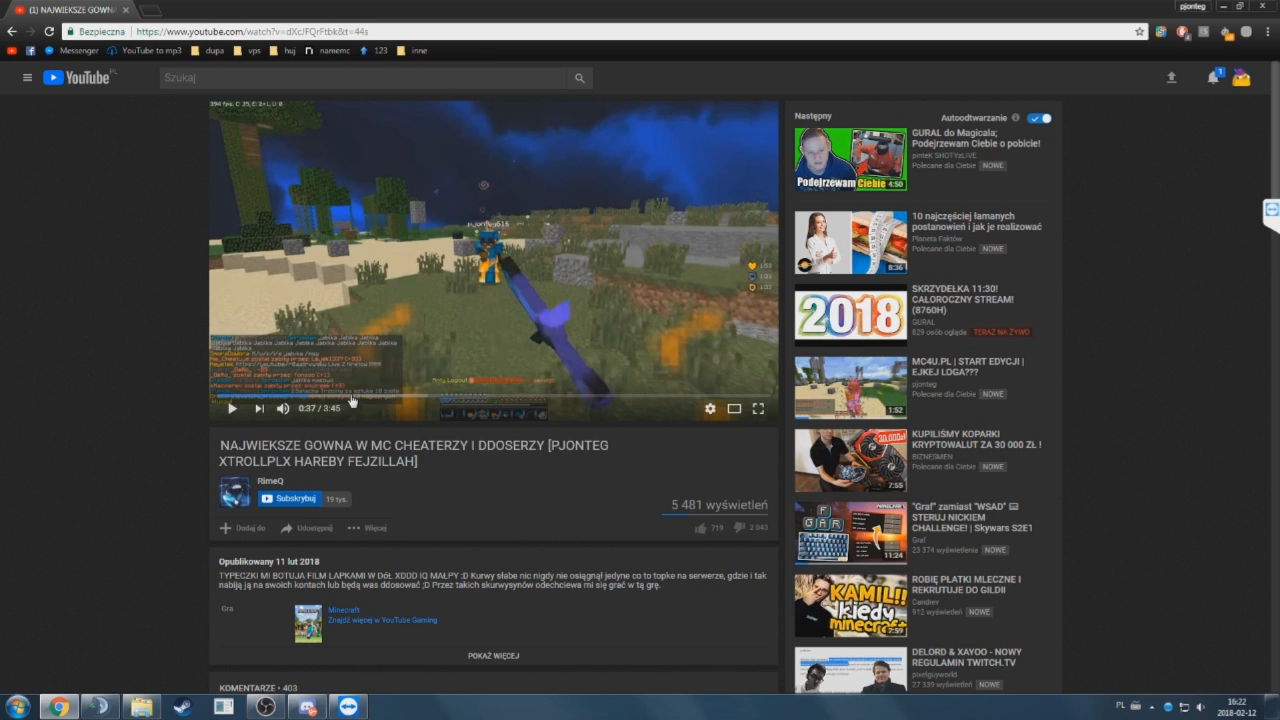 (1) NAJWIEKSZE GOWNA
pjonteg
Bezpieczna
https://www.youtube.com/watch?v=dXcJFQrFtbk&t=44s
Messenger
YouTube to mp3
dupa
vps
huj
namemc
123
inne
YouTube PL
Szukaj
1
pjonteg615
0:37 / 3:45
NAJWIEKSZE GOWNA W MC CHEATERZY I DDOSERZY [PJONTEG
XTROLLPLX HAREBY FEJZILLAH]
RimeQ
Subskrybuj
19 tys.
5 481 wyświetleń
Dodaj do
Udostępnij
Więcej
719
2 043
Opublikowany 11 lut 2018
TYPECZKI MI BOTUJA FILM LAPKAMI W DÓŁ XDDD IQ MAŁPY :D Kurwy słabe nic nigdy nie osiągnął jedyne co to topke na serwerze, gdzie i tak
nabiją ją na swoich kontach lub będą was ddosować ;D Przez takich skurwysynów odechciewa mi się grać w tą grę.
Gra
Minecraft
Znajdź więcej w YouTube Gaming
POKAŻ WIĘCEJ
KOMENTARZE • 403
Następny
Autoodtwarzanie
Podejrzewam Ciebie
4:50
GURAL do Magicala;
Podejrzewam Ciebie o pobicie!
pinteK SHOTYzLIVE
Polecane dla Ciebie
NOWE
8:36
10 najczęściej łamanych
postanowień i jak je realizować
Planeta Faktów
Polecane dla Ciebie
NOWE
2018
SKRZYDEŁKA 11:30!
CAŁOROCZNY STREAM!
(8760H)
GURAL
829 osób ogląda
TERAZ NA ŻYWO
1:52
MC4U.PL | START EDYCJI |
EJKEJ LOGA???
pjonteg
Polecane dla Ciebie
NOWE
30.000zł
7:55
KUPILIŚMY KOPARKI
KRYPTOWALUT ZA 30 000 ZŁ !
BIZNESMEN
Polecane dla Ciebie
NOWE
11:24
"Graf" zamiast "WSAD"
STERUJ NICKIEM
CHALLENGE! | Skywars S2E1
Graf
23 374 wyświetlenia
NOWE
KAMIL!!
kiedy
minecraft
2:59
ROBIĘ PŁATKI MLECZNE I
REKRUTUJE DO GILDII
Candrev
912 wyświetleń
NOWE
DELORD & XAYOO - NOWY
REGULAMIN TWITCH.TV
pixelguyworld
27 339 wyświetleń
NOWE
PL
16:22
2018-02-12